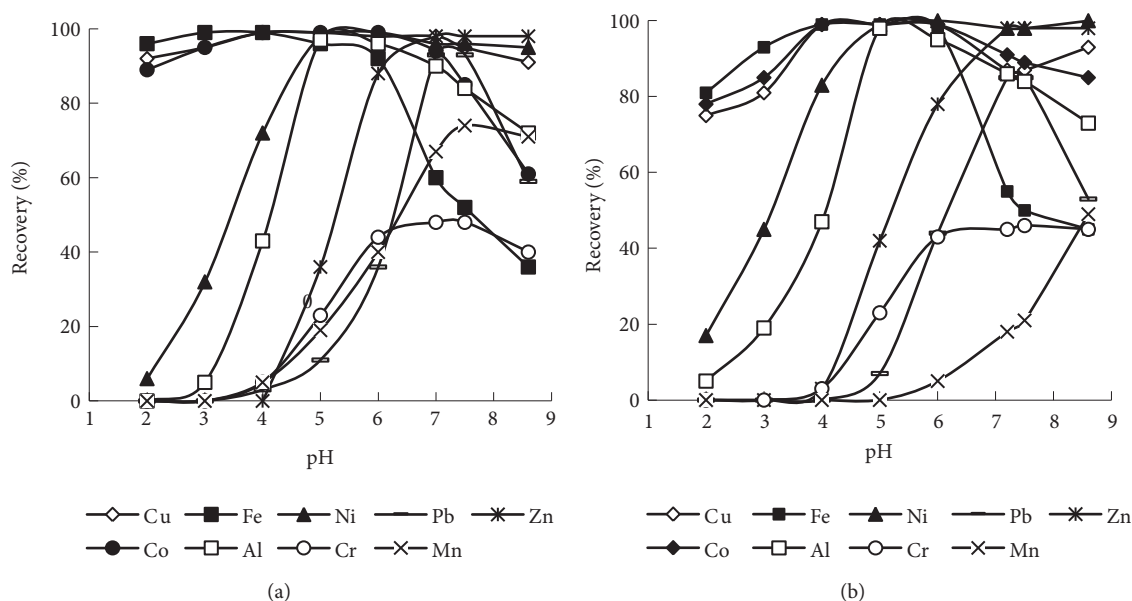 100
80
60
40
20
0
Recovery (%)
θ
1 2 3 4 5 6 7 8 9
pH
Cu Fe Ni Pb Zn
Co Al Cr Mn
(a)
100
80
60
40
20
0
Recovery (%)
1 2 3 4 5 6 7 8 9
pH
Cu Fe Ni Pb Zn
Co Al Cr Mn
(b)